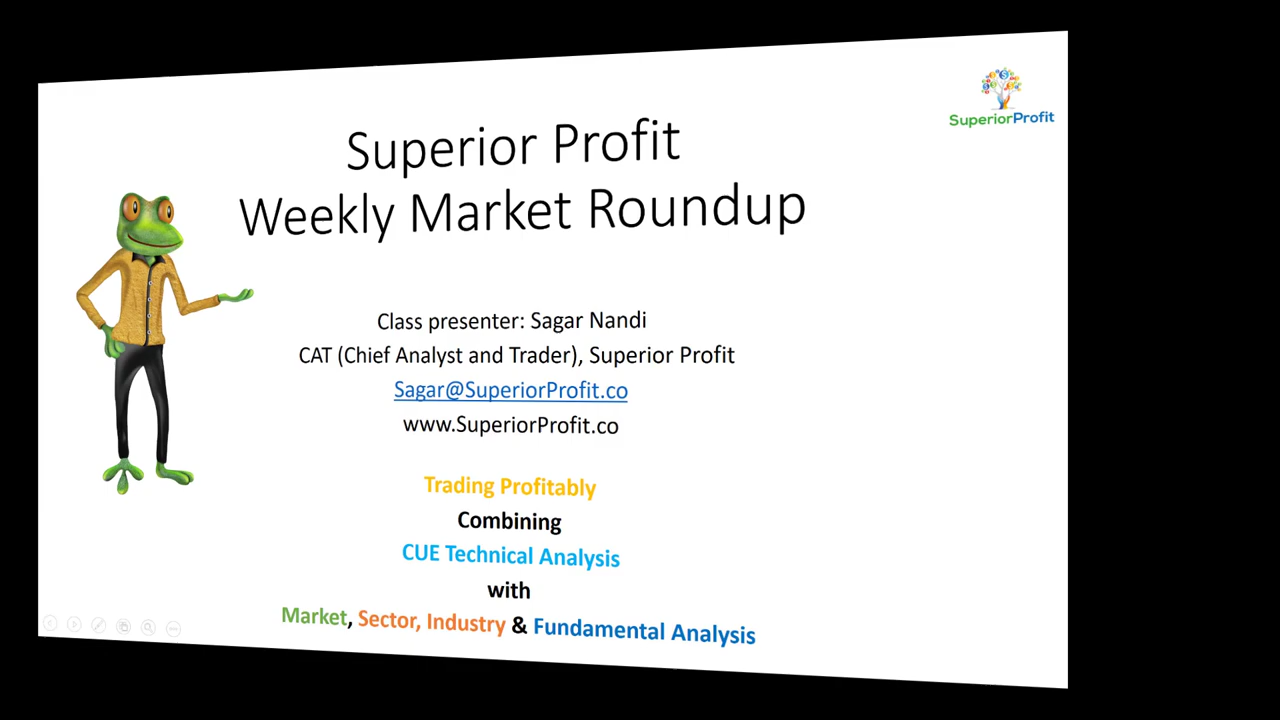 SuperiorProfit
Superior Profit
Weekly Market Roundup
Class presenter: Sagar Nandi
CAT (Chief Analyst and Trader), Superior Profit
Sagar@SuperiorProfit.co
www.SuperiorProfit.co
Trading Profitably
Combining
CUE Technical Analysis
with
Market, Sector, Industry & Fundamental Analysis